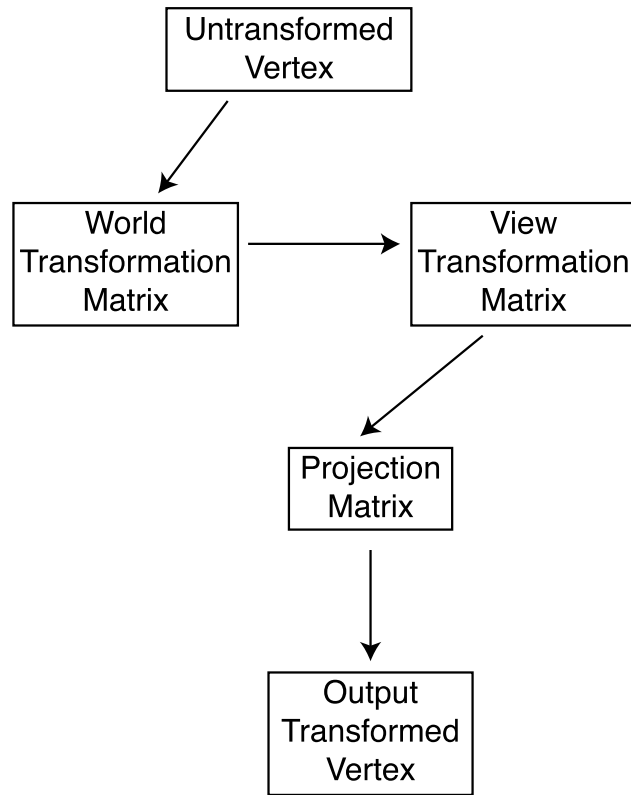 Untransformed
Vertex
World
Transformation
Matrix
View
Transformation
Matrix
Projection
Matrix
Output
Transformed
Vertex